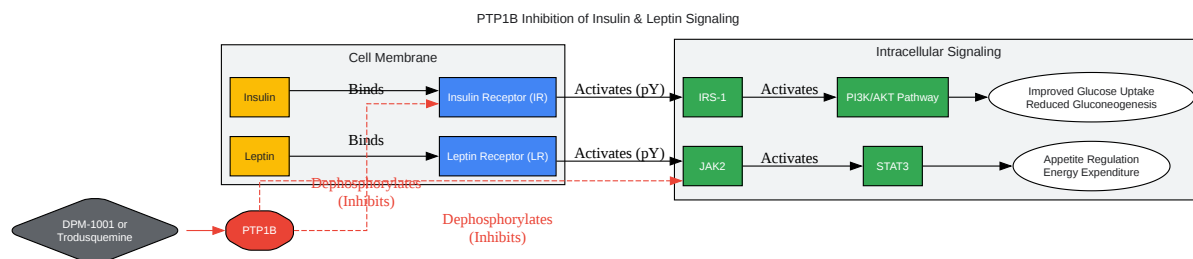 PTP1B Inhibition of Insulin & Leptin Signaling
Cell Membrane
Intracellular Signaling
Insulin
Binds
Insulin Receptor (IR)
Activates (pY)
IRS-1
Activates
PI3K/AKT Pathway
Improved Glucose Uptake
Reduced Gluconeogenesis
Leptin
Binds
Leptin Receptor (LR)
Activates (pY)
JAK2
Activates
STAT3
Appetite Regulation
Energy Expenditure
Dephosphorylates
(Inhibits)
Dephosphorylates
(Inhibits)
DPM-1001 or
Trodusquemine
PTP1B